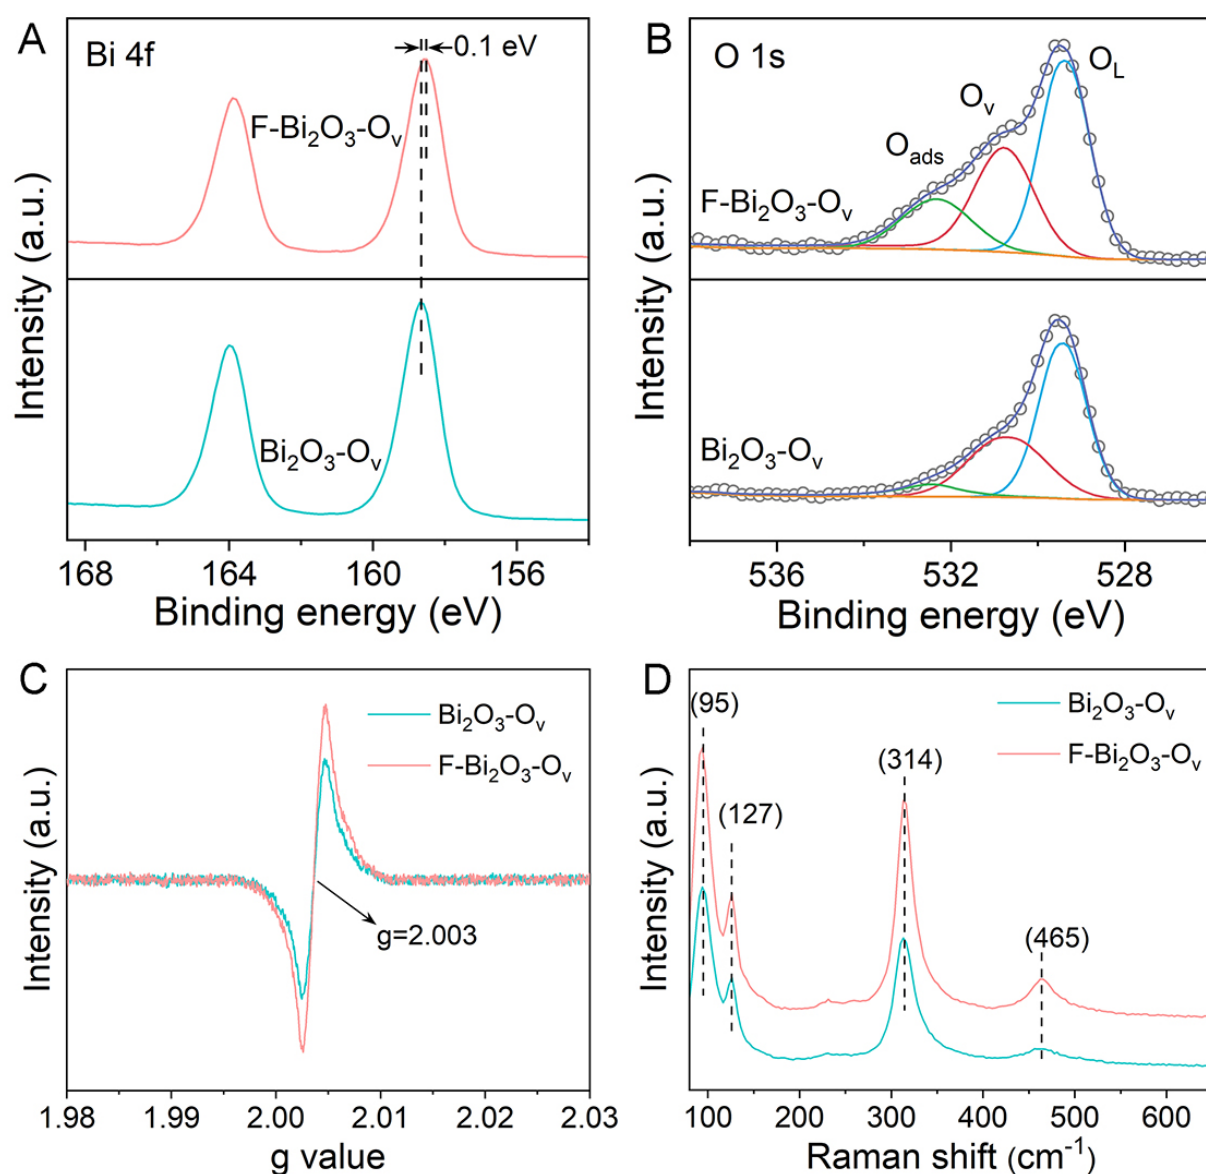 A
Bi 4f
0.1 eV
F-Bi₂O₃-Oᵥ
Bi₂O₃-Oᵥ
Intensity (a.u.)
168 164 160 156
Binding energy (eV)
B
O 1s
O_L
Oᵥ
O_ads
F-Bi₂O₃-Oᵥ
Bi₂O₃-Oᵥ
Intensity (a.u.)
536 532 528
Binding energy (eV)
C
Bi₂O₃-Oᵥ
F-Bi₂O₃-Oᵥ
g=2.003
Intensity (a.u.)
1.98 1.99 2.00 2.01 2.02 2.03
g value
D
Bi₂O₃-Oᵥ
F-Bi₂O₃-Oᵥ
(95)
(127)
(314)
(465)
Intensity (a.u.)
100 200 300 400 500 600
Raman shift (cm⁻¹)